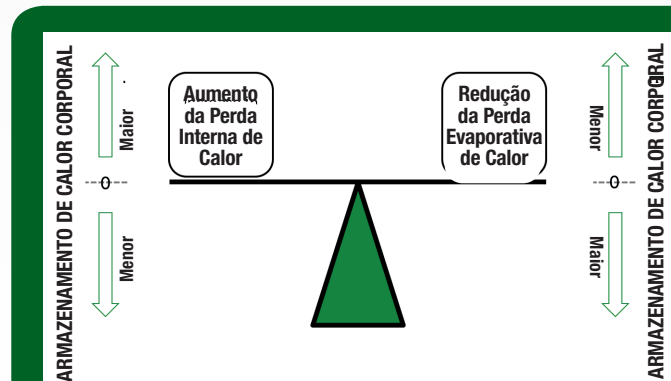 ARMAZENAMENTO DE CALOR CORPORAL
Maior
0
Menor
Aumento
da Perda
Interna de
Calor
Redução
da Perda
Evaporativa
de Calor
Menor
0
Maior
ARMAZENAMENTO DE CALOR CORPORAL